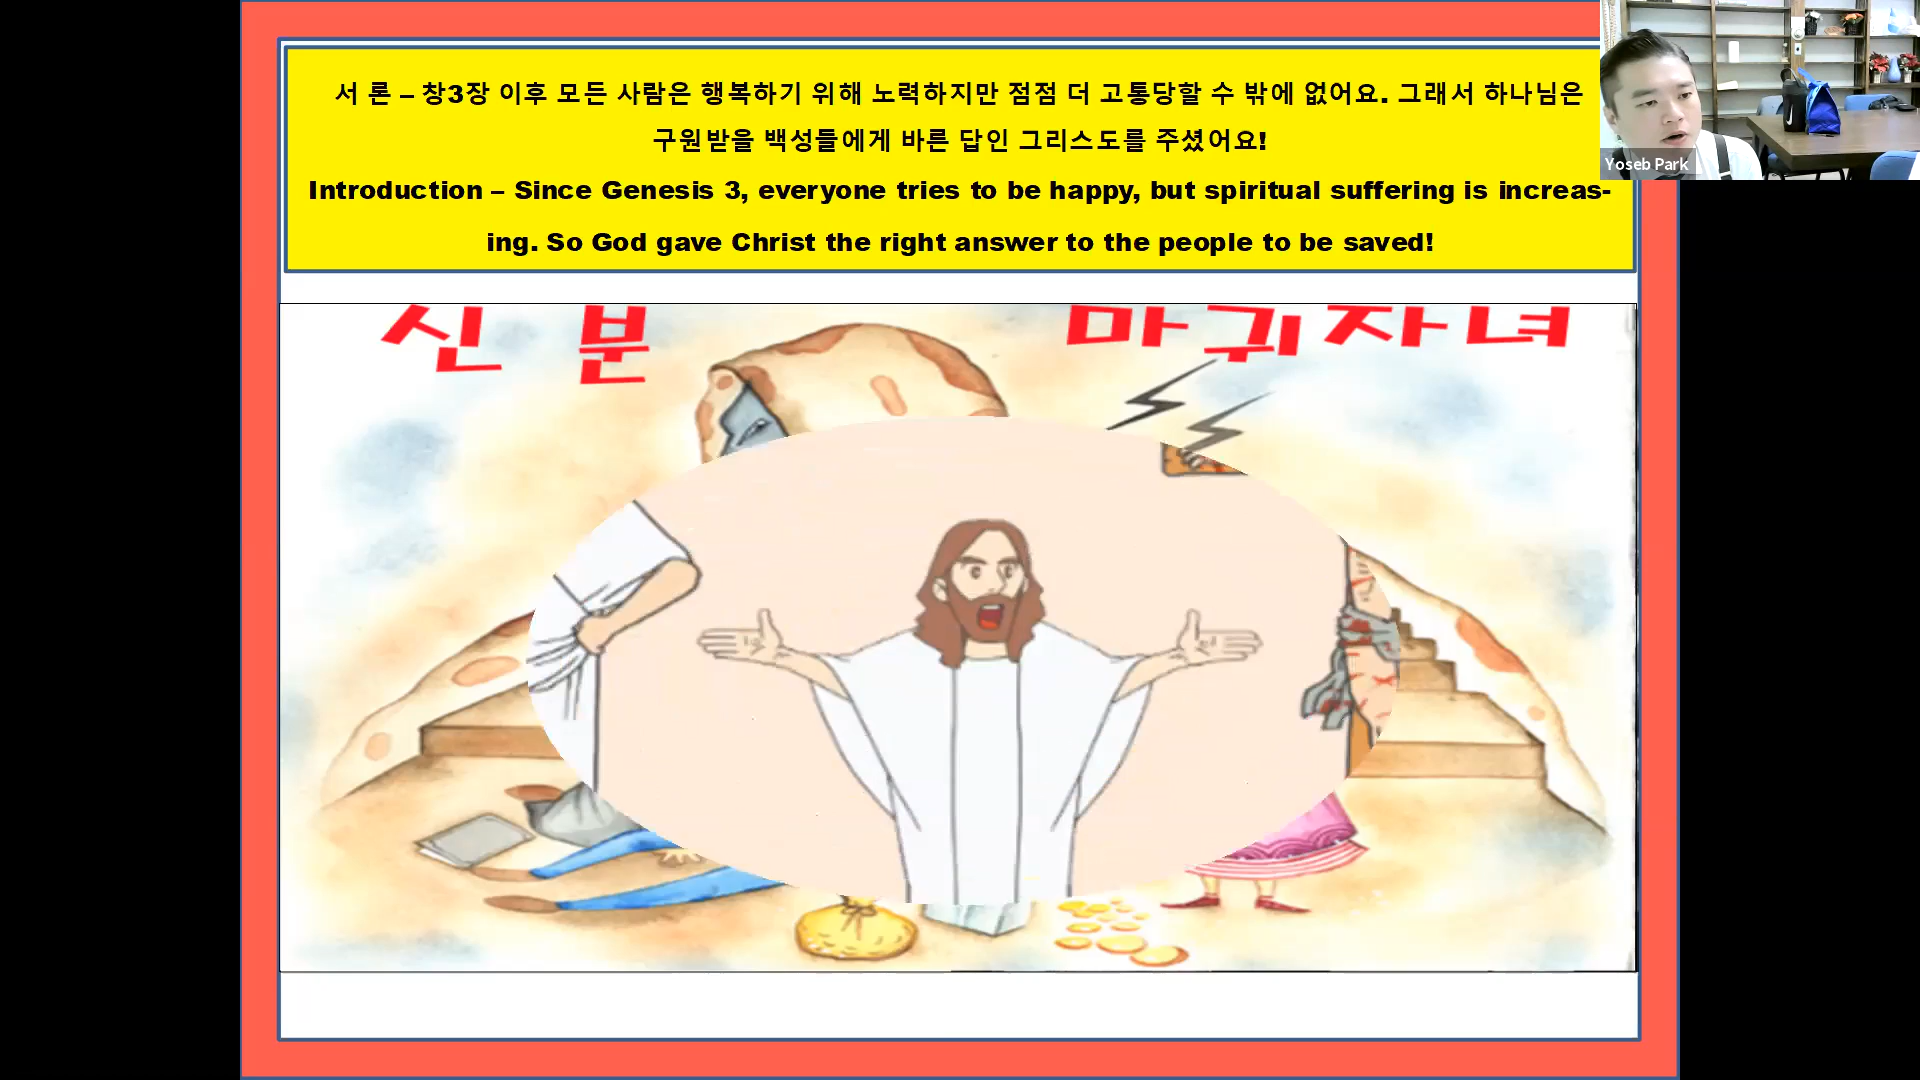 서 론 – 창3장 이후 모든 사람은 행복하기 위해 노력하지만 점점 더 고통당할 수 밖에 없어요. 그래서 하나님은
구원받을 백성들에게 바른 답인 그리스도를 주셨어요!
Introduction – Since Genesis 3, everyone tries to be happy, but spiritual suffering is increas-
ing. So God gave Christ the right answer to the people to be saved!
Yoseb Park
신 분 마귀자녀